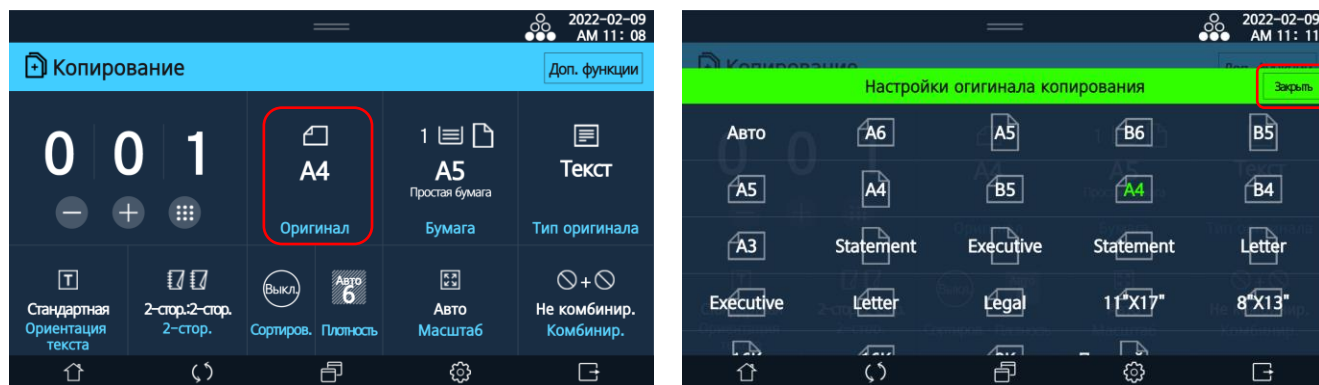 2022-02-09
AM 11: 08
Копирование
Доп. функции
0 0 1
A4
Оригинал
1
A5
Простая бумага
Бумага
Текст
Тип оригинала
Стандартная
Ориентация
текста
2-стор.:2-стор.
2-стор.
Выкл.
Сортиров.
Авто
6
Плотность
Авто
Масштаб
Не комбинир.
Комбинир.
2022-02-09
AM 11: 11
Копирование
Настройки огигинала копирования
Закрыть
Авто A6 A5 B6 B5
A5 A4 B5 A4 B4
A3 Statement Executive Statement Letter
Executive Letter Legal 11"X17" 8"X13"